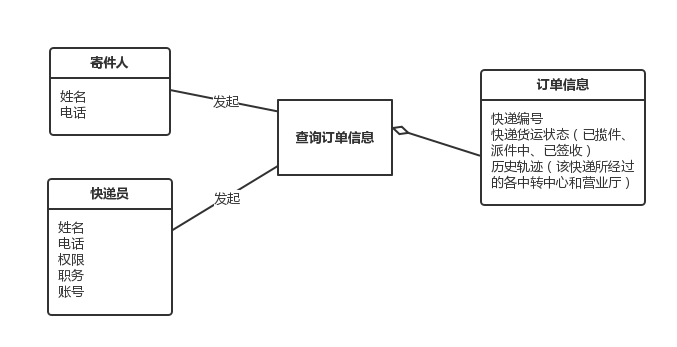 寄件人
姓名
电话
发起
快递员
姓名
电话
权限
职务
账号
发起
查询订单信息
订单信息
快递编号
快递货运状态（已揽件、
派件中、已签收）
历史轨迹（该快递所经过
的各中转中心和营业厅）